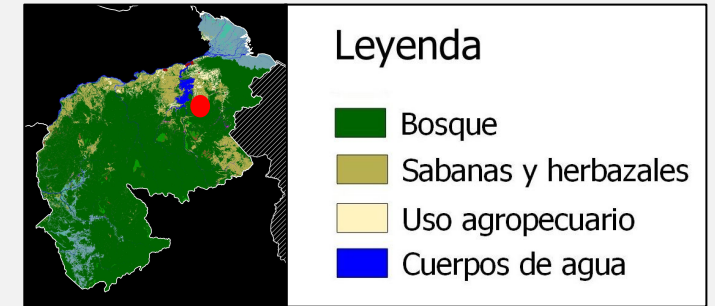 Leyenda
Bosque
Sabanas y herbazales
Uso agropecuario
Cuerpos de agua